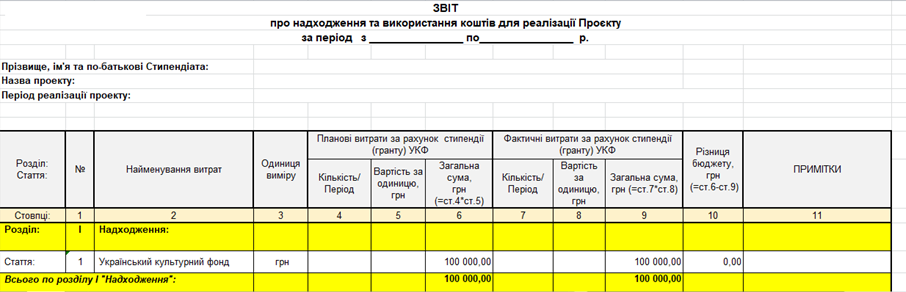 ЗВІТ
про надходження та використання коштів для реалізації Проєкту
за період з _______________ по_______________ р.
Прізвище, ім'я та по-батькові Стипендіата:
Назва проекту:
Період реалізації проекту:
Розділ: Стаття:
№
Найменування витрат
Одиниця виміру
Планові витрати за рахунок стипендії (гранту) УКФ
Кількість/ Період
Вартість за одиницю, грн
Загальна сума, грн (=ст.4*ст.5)
Фактичні витрати за рахунок стипендії (гранту) УКФ
Кількість/ Період
Вартість за одиницю, грн
Загальна сума, грн (=ст.7*ст.8)
Різниця бюджету, грн (=ст.6-ст.9)
ПРИМІТКИ
Стовпці: 1 2 3 4 5 6 7 8 9 10 11
Розділ: І Надходження:
Стаття: 1 Український культурний фонд грн 100 000,00 100 000,00 0,00
Всього по розділу І "Надходження": 100 000,00 100 000,00